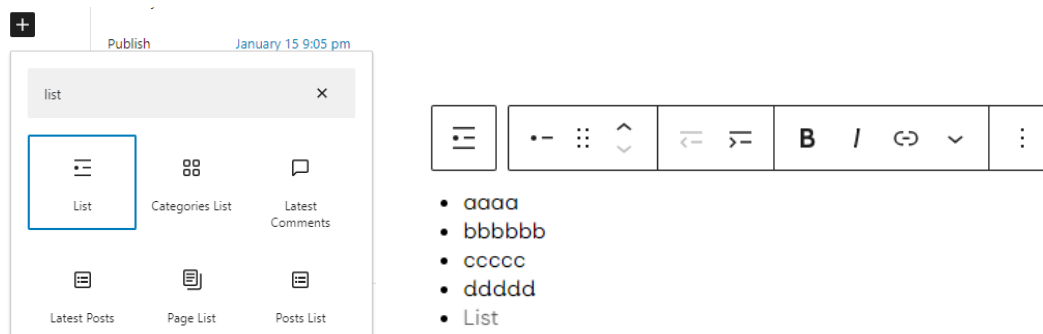 Publish January 15 9:05 pm
list
List Categories List Latest Comments
Latest Posts Page List Posts List
B I
aaaa
bbbbbb
ccccc
ddddd
List